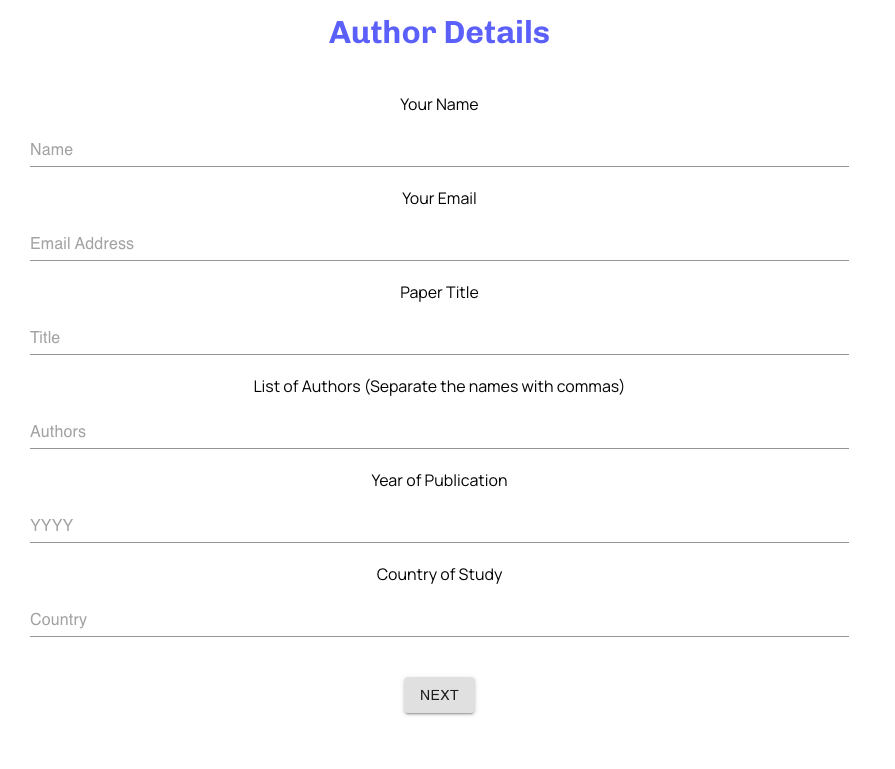 Author Details
Your Name
Name
Your Email
Email Address
Paper Title
Title
List of Authors (Separate the names with commas)
Authors
Year of Publication
YYYY
Country of Study
Country
NEXT